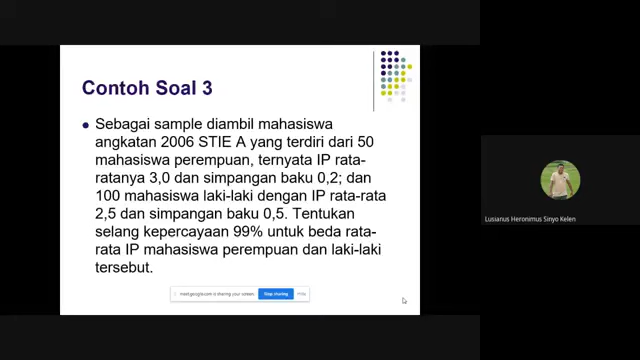 Contoh Soal 3
Sebagai sample diambil mahasiswa
angkatan 2006 STIE A yang terdiri dari 50
mahasiswa perempuan, ternyata IP rata-
ratanya 3,0 dan simpangan baku 0,2; dan
100 mahasiswa laki-laki dengan IP rata-rata
2,5 dan simpangan baku 0,5. Tentukan
selang kepercayaan 99% untuk beda rata-
rata IP mahasiswa perempuan dan laki-laki
tersebut.
meet.google.com is sharing your screen.
Stop sharing
Hide
Lusianus Heronimus Sinyo Kelen